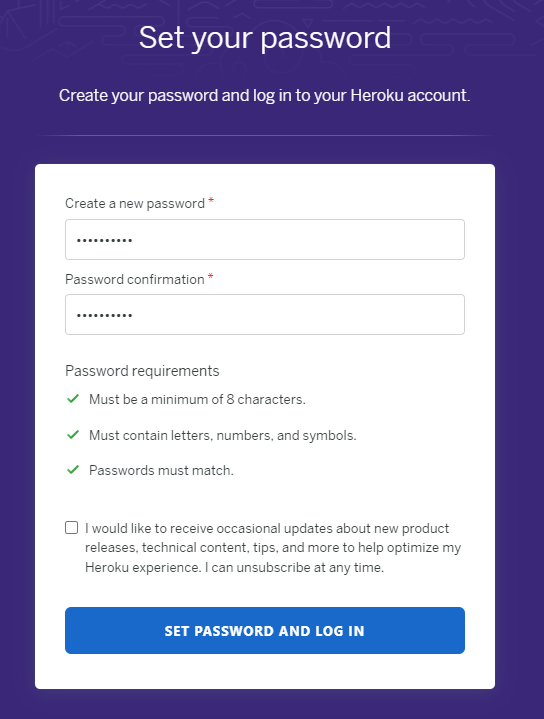 Set your password
Create your password and log in to your Heroku account.
Create a new password *
••••••••••
Password confirmation *
••••••••••
Password requirements
Must be a minimum of 8 characters.
Must contain letters, numbers, and symbols.
Passwords must match.
I would like to receive occasional updates about new product
releases, technical content, tips, and more to help optimize my
Heroku experience. I can unsubscribe at any time.
SET PASSWORD AND LOG IN